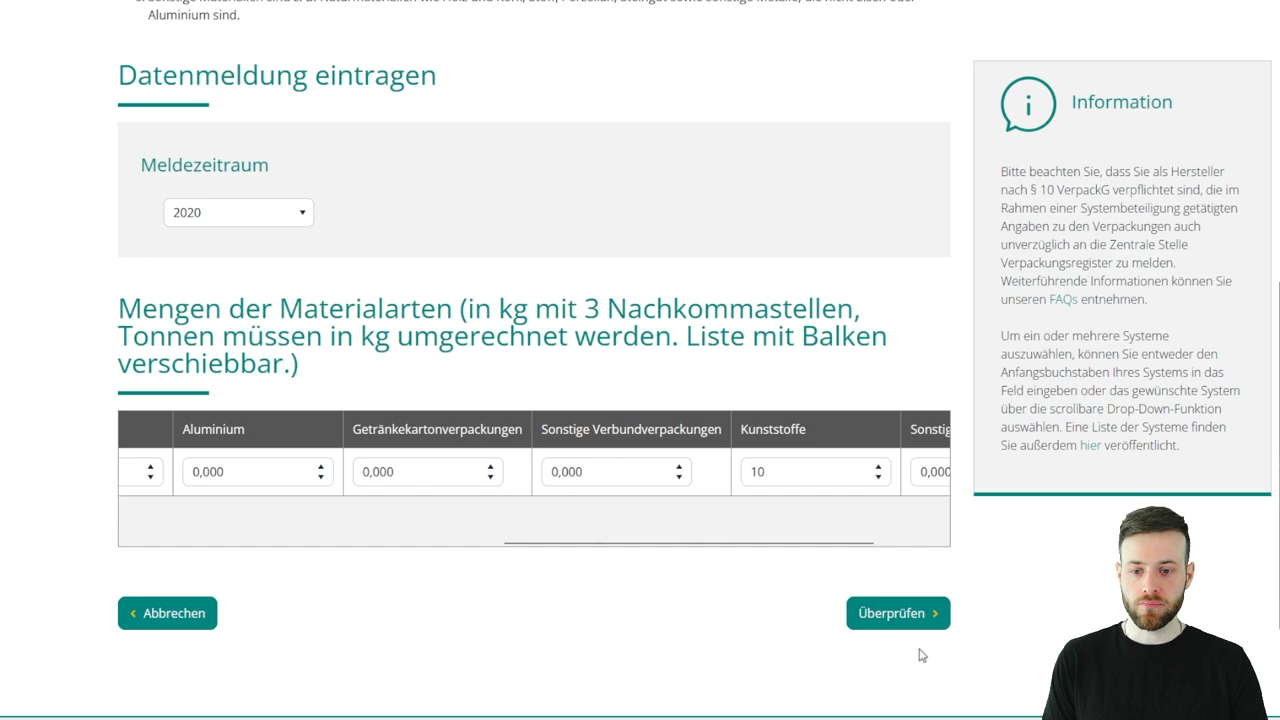 Aluminium sind.
Datenmeldung eintragen
Meldezeitraum
2020
Mengen der Materialarten (in kg mit 3 Nachkommastellen,
Tonnen müssen in kg umgerechnet werden. Liste mit Balken
verschiebbar.)
Aluminium Getränkekartonverpackungen Sonstige Verbundverpackungen Kunststoffe Sonstig
0,000 0,000 0,000 10 0,000
Abbrechen
Überprüfen
Information
Bitte beachten Sie, dass Sie als Hersteller
nach § 10 VerpackG verpflichtet sind, die im
Rahmen einer Systembeteiligung getätigten
Angaben zu den Verpackungen auch
unverzüglich an die Zentrale Stelle
Verpackungsregister zu melden.
Weiterführende Informationen können Sie
unseren FAQs entnehmen.
Um ein oder mehrere Systeme
auszuwählen, können Sie entweder den
Anfangsbuchstaben Ihres Systems in das
Feld eingeben oder das gewünschte System
über die scrollbare Drop-Down-Funktion
auswählen. Eine Liste der Systeme finden
Sie außerdem hier veröffentlicht.